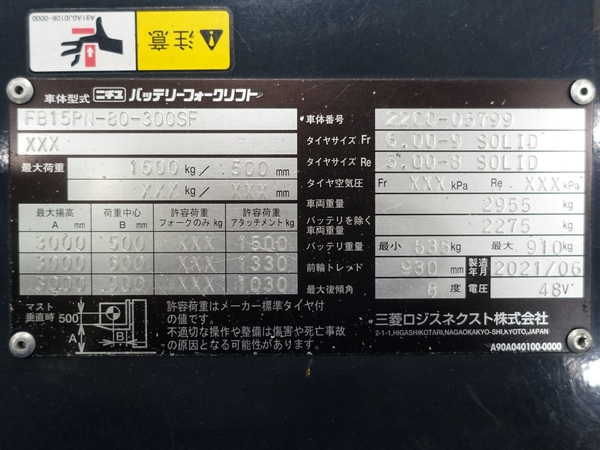 A91A0J0106-0000
注意
車体型式 ニチユ バッテリーフォークリフト
FB15PN-80-300SF
XXX
最大荷重 1500 kg / 500 mm
XXX kg / XXX mm
最大揚高 A mm 荷重中心 B mm 許容荷重 フォークのみ kg 許容荷重 アタッチメント kg
3000 500 XXX 1500
3000 600 XXX 1330
3000 XXX 1030
マスト垂直時 500 A B
許容荷重はメーカー標準タイヤ付
の値です。
不適切な操作や整備は傷害や死亡事故
の原因となる可能性があります。
車体番号 2200-03799
タイヤサイズ Fr 6.00-9 SOLID
タイヤサイズ Re 5.00-8 SOLID
タイヤ空気圧 Fr XXX kPa Re XXX kPa
車両重量 2955 kg
バッテリを除く車両重量 2275 kg
バッテリ重量 最小 635 kg 最大 910 kg
前輪トレッド 930 mm 製造年月 2021/06
最大後傾角 8 度 電圧 48 V
三菱ロジスネクスト株式会社
2-1-1,HIGASHIKOTARI,NAGAOKAKYO-SHI,KYOTO,JAPAN
A90A040100-0000